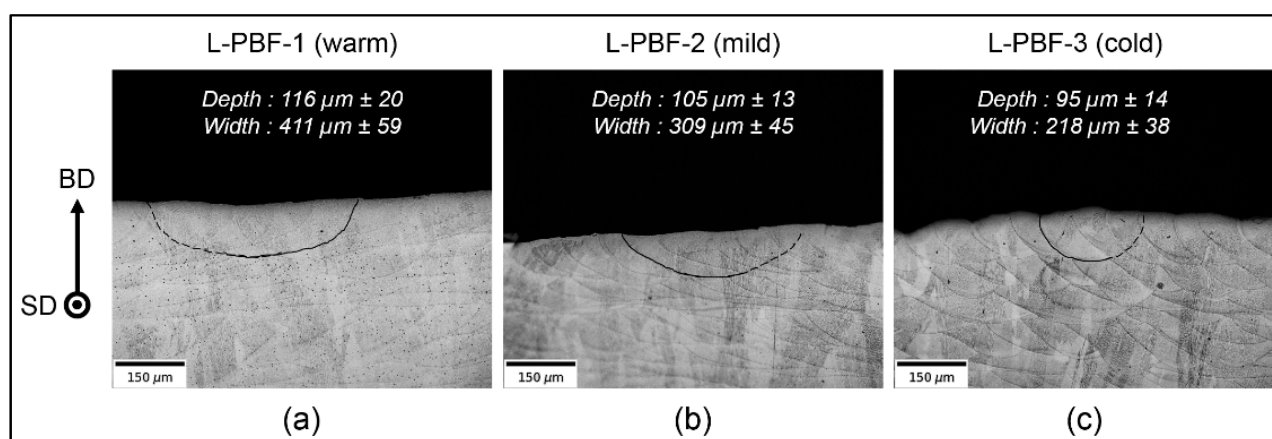 L-PBF-1 (warm)
L-PBF-2 (mild)
L-PBF-3 (cold)
Depth : 116 µm ± 20
Width : 411 µm ± 59
Depth : 105 µm ± 13
Width : 309 µm ± 45
Depth : 95 µm ± 14
Width : 218 µm ± 38
BD
SD
150 µm
150 µm
150 µm
(a)
(b)
(c)